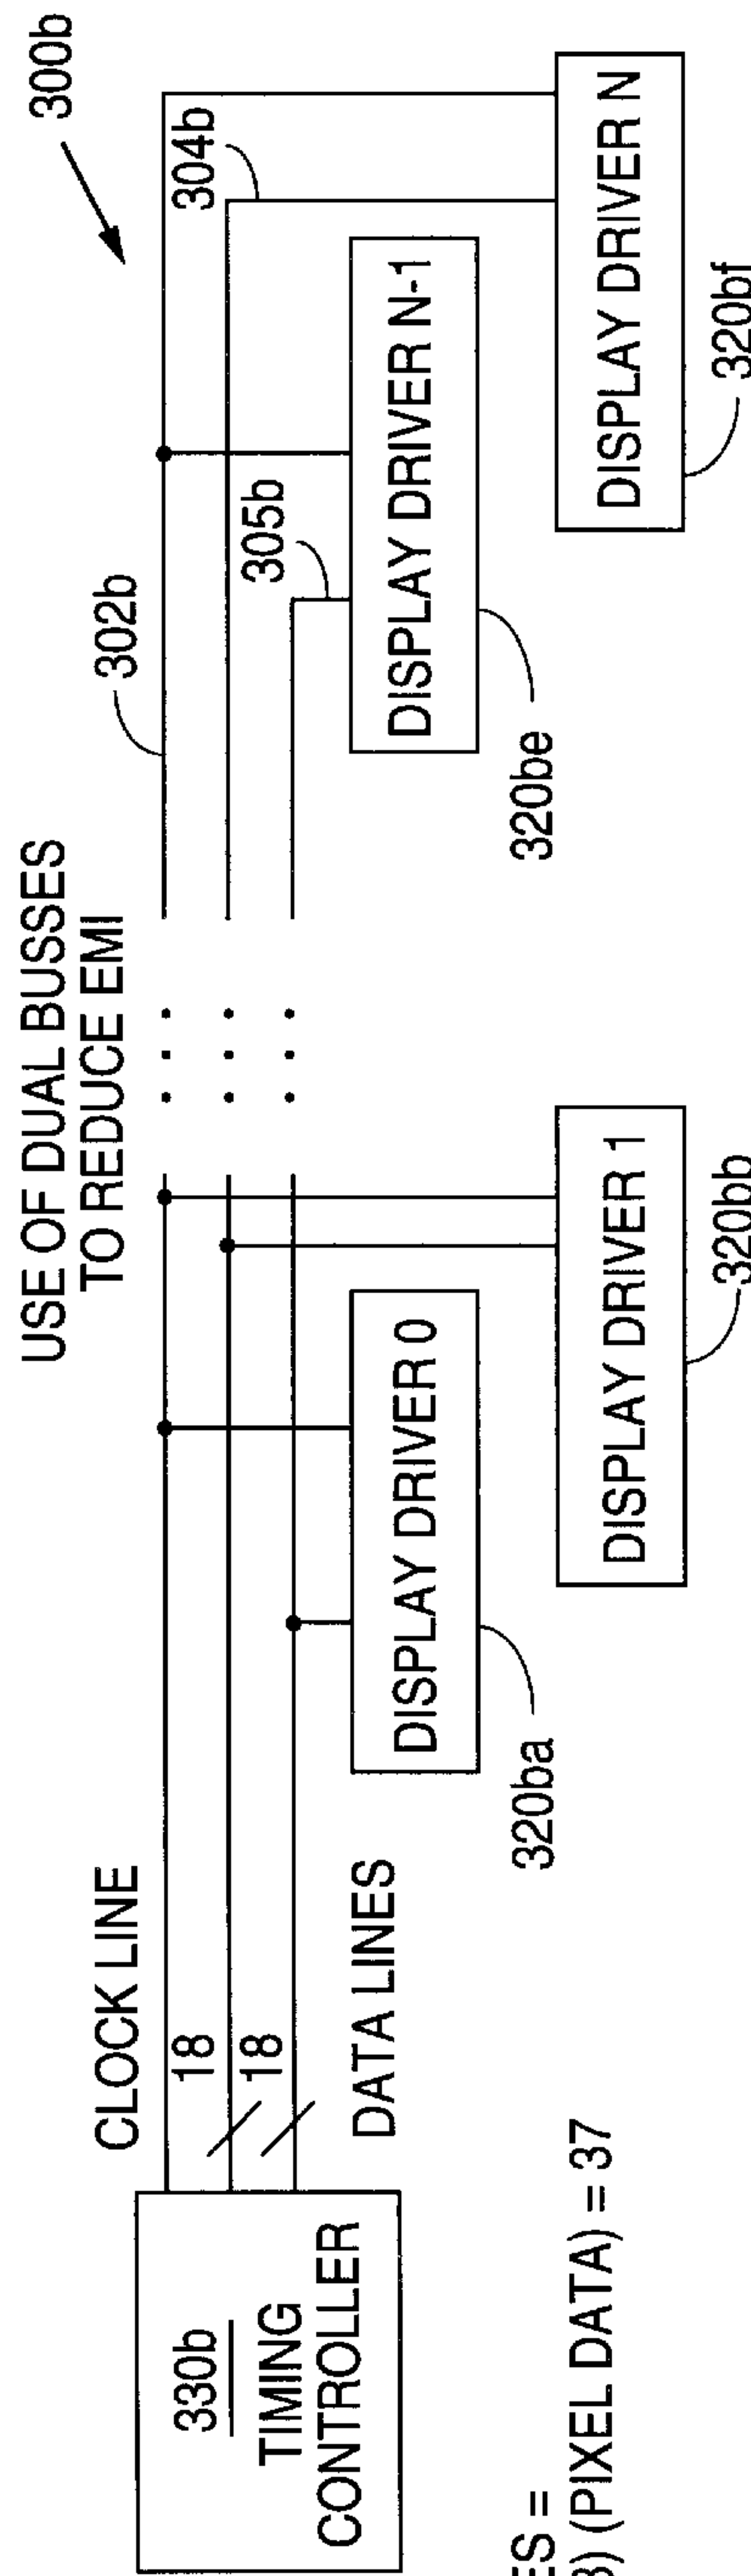 USE OF DUAL BUSSES
TO REDUCE EMI
300b
302b
304b
305b
CLOCK LINE
18
18
DATA LINES
330b
TIMING
CONTROLLER
DISPLAY DRIVER 0
320ba
DISPLAY DRIVER 1
320bb
DISPLAY DRIVER N-1
320be
DISPLAY DRIVER N
320bf
=
(PIXEL DATA) = 37